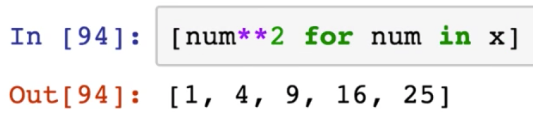 In [94]: [num**2 for num in x]
Out[94]: [1, 4, 9, 16, 25]